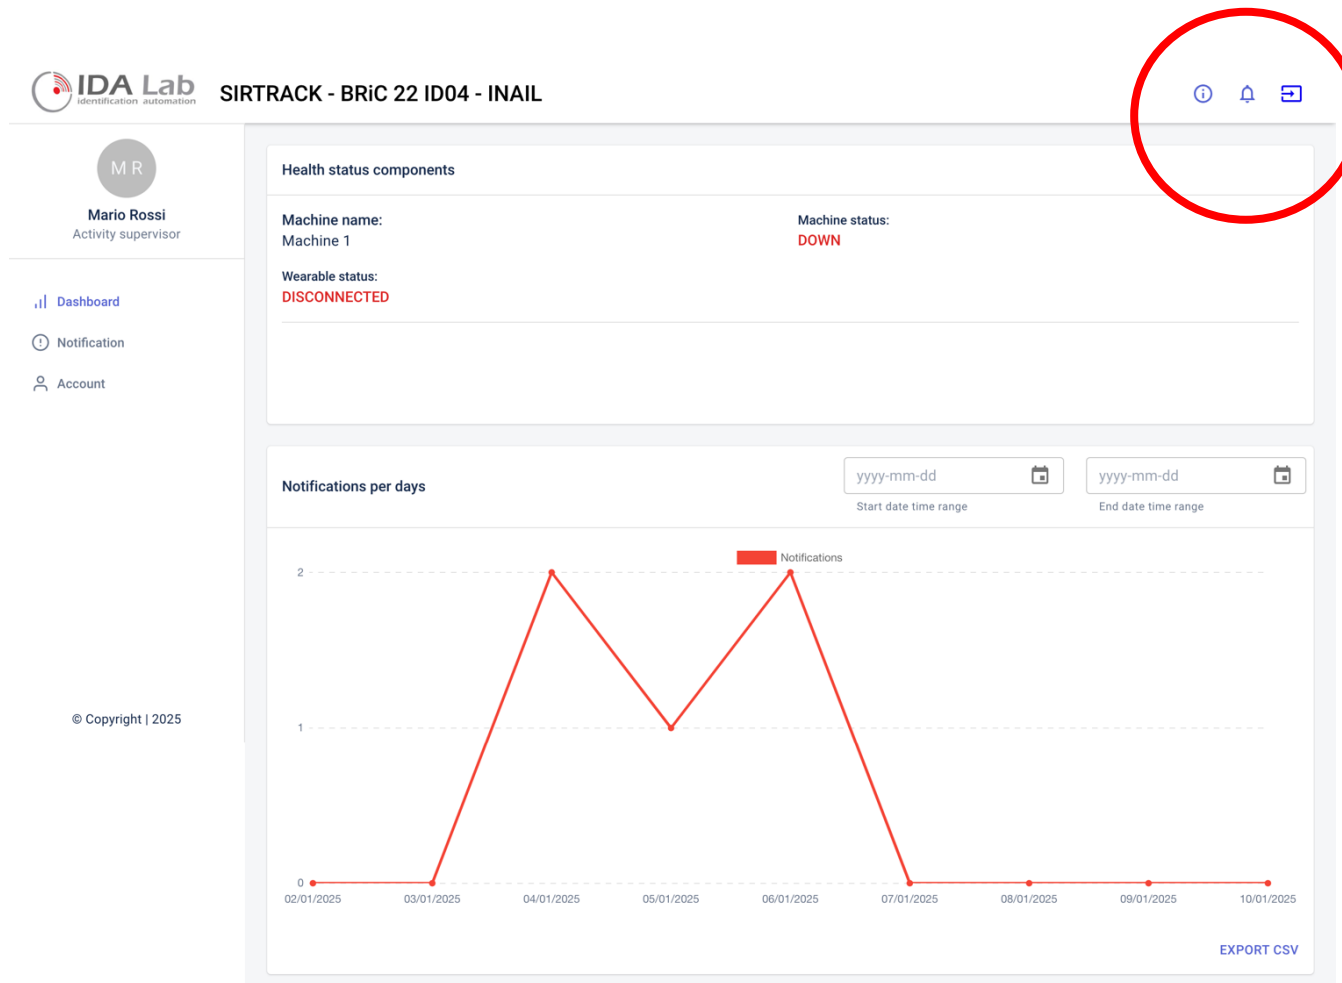 IDA Lab
identification automation
SIRTRACK - BRiC 22 ID04 - INAIL
M R
Mario Rossi
Activity supervisor
Dashboard
Notification
Account
© Copyright | 2025
Health status components
Machine name:
Machine 1
Machine status:
DOWN
Wearable status:
DISCONNECTED
Notifications per days
yyyy-mm-dd
Start date time range
yyyy-mm-dd
End date time range
Notifications
2
1
0
02/01/2025 03/01/2025 04/01/2025 05/01/2025 06/01/2025 07/01/2025 08/01/2025 09/01/2025 10/01/2025
EXPORT CSV